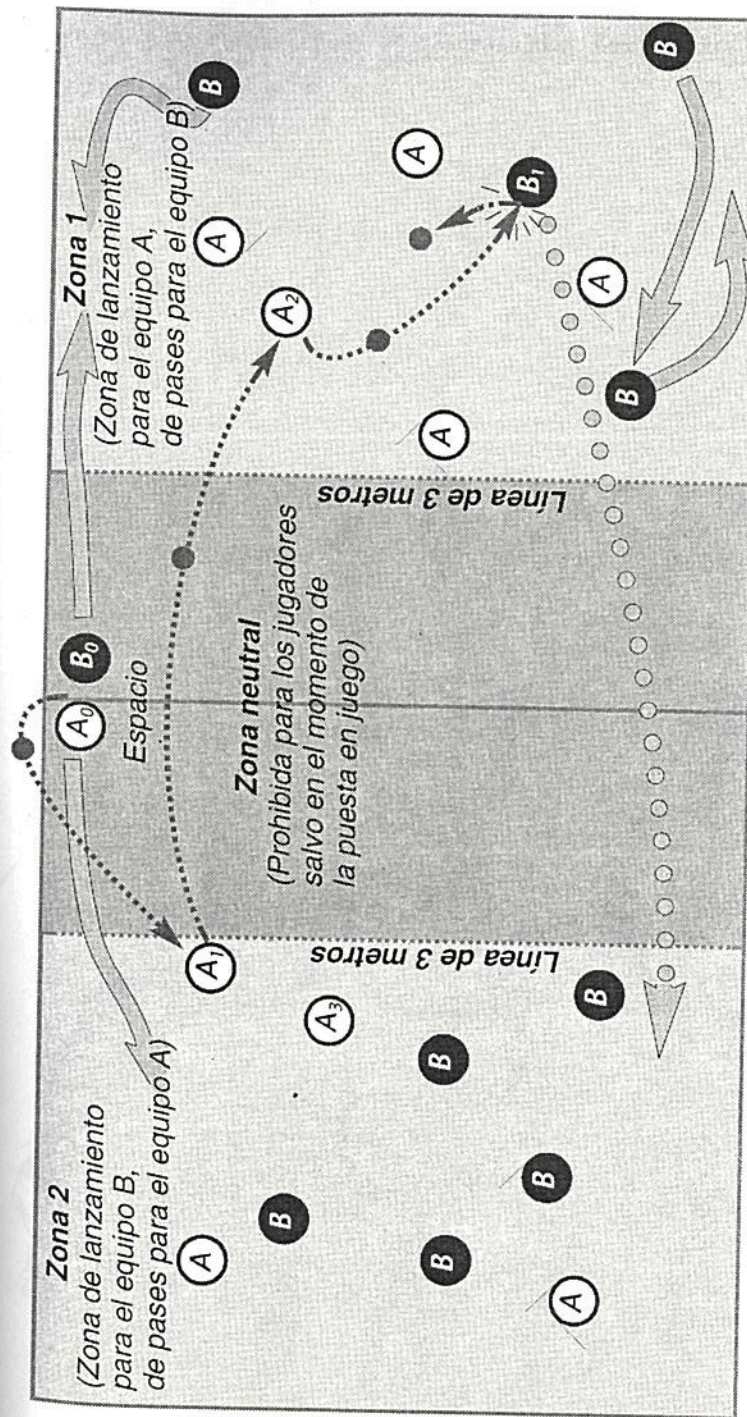 Zona 2
(Zona de lanzamiento
para el equipo B,
de pases para el equipo A)
A
B
B
A
B
B
B
A3
A1
Línea de 3 metros
A0
B0
Espacio
Zona neutral
(Prohibida para los jugadores
salvo en el momento de
la puesta en juego)
Línea de 3 metros
Zona 1
(Zona de lanzamiento
para el equipo A,
de pases para el equipo B)
B
A
A2
A
A
B1
A
B
B